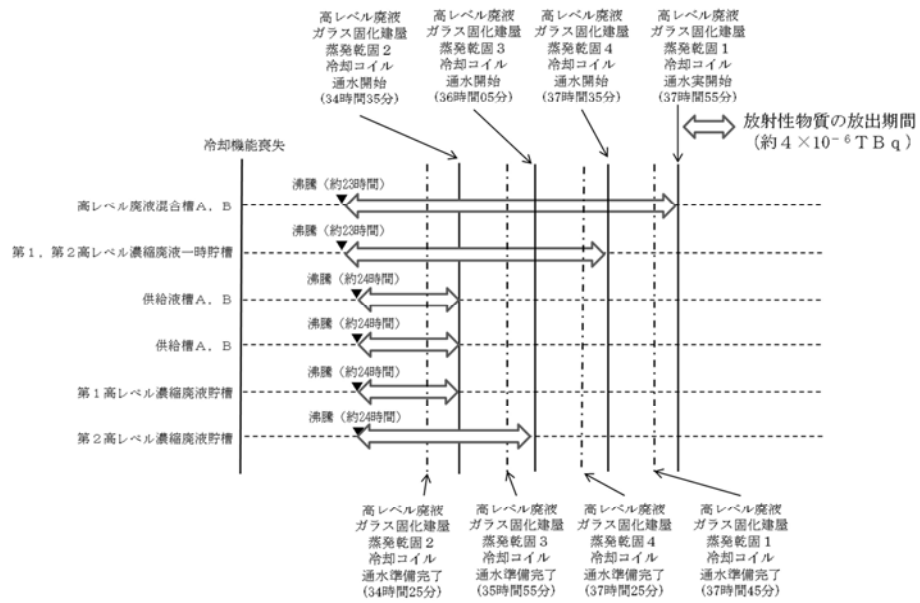 高レベル廃液
ガラス固化建屋
蒸発乾固２
冷却コイル
通水開始
(34時間35分)
高レベル廃液
ガラス固化建屋
蒸発乾固３
冷却コイル
通水開始
(36時間05分)
高レベル廃液
ガラス固化建屋
蒸発乾固４
冷却コイル
通水開始
(37時間35分)
高レベル廃液
ガラス固化建屋
蒸発乾固１
冷却コイル
通水実開始
(37時間55分)
放射性物質の放出期間
(約４×10⁻⁶ＴＢｑ)
冷却機能喪失
沸騰（約23時間）
高レベル廃液混合槽Ａ，Ｂ
沸騰（約23時間）
第１，第２高レベル濃縮廃液一時貯槽
沸騰（約24時間）
供給液槽Ａ，Ｂ
沸騰（約24時間）
供給槽Ａ，Ｂ
沸騰（約24時間）
第１高レベル濃縮廃液貯槽
沸騰（約24時間）
第２高レベル濃縮廃液貯槽
高レベル廃液
ガラス固化建屋
蒸発乾固２
冷却コイル
通水準備完了
(34時間25分)
高レベル廃液
ガラス固化建屋
蒸発乾固３
冷却コイル
通水準備完了
(35時間55分)
高レベル廃液
ガラス固化建屋
蒸発乾固４
冷却コイル
通水準備完了
(37時間25分)
高レベル廃液
ガラス固化建屋
蒸発乾固１
冷却コイル
通水準備完了
(37時間45分)